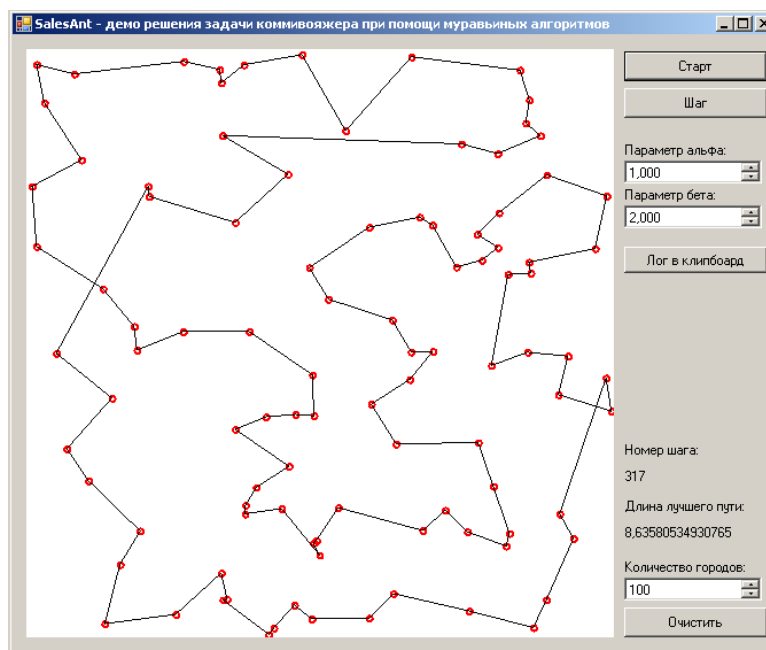 SalesAnt - демо решения задачи коммивояжера при помощи муравьиных алгоритмов
Старт
Шаг
Параметр альфа:
1,000
Параметр бета:
2,000
Лог в клипбоард
Номер шага:
317
Длина лучшего пути:
8,63580534930765
Количество городов:
100
Очистить